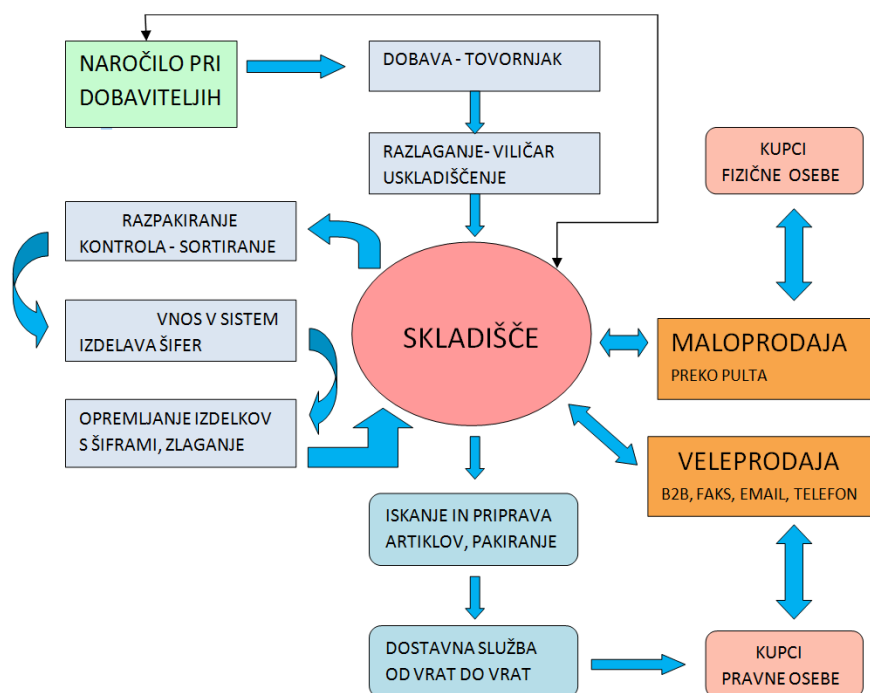 NAROČILO PRI
DOBAVITELJIH
DOBAVA - TOVORNJAK
RAZLAGANJE- VILIČAR
USKLADIŠČENJE
KUPCI
FIZIČNE OSEBE
RAZPAKIRANJE
KONTROLA - SORTIRANJE
VNOS V SISTEM
IZDELAVA ŠIFER
OPREMLJANJE IZDELKOV
S ŠIFRAMI, ZLAGANJE
SKLADIŠČE
MALOPRODAJA
PREKO PULTA
VELEPRODAJA
B2B, FAKS, EMAIL, TELEFON
ISKANJE IN PRIPRAVA
ARTIKLOV, PAKIRANJE
DOSTAVNA SLUŽBA
OD VRAT DO VRAT
KUPCI
PRAVNE OSEBE